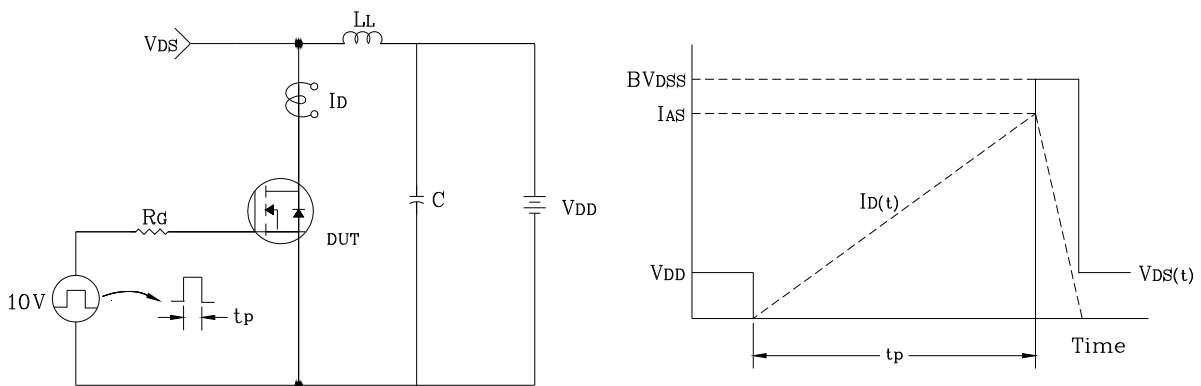 LL
VDS
ID
C
VDD
RG
DUT
10V
tp
BVDSS
IAS
ID(t)
VDD
VDS(t)
tp
Time